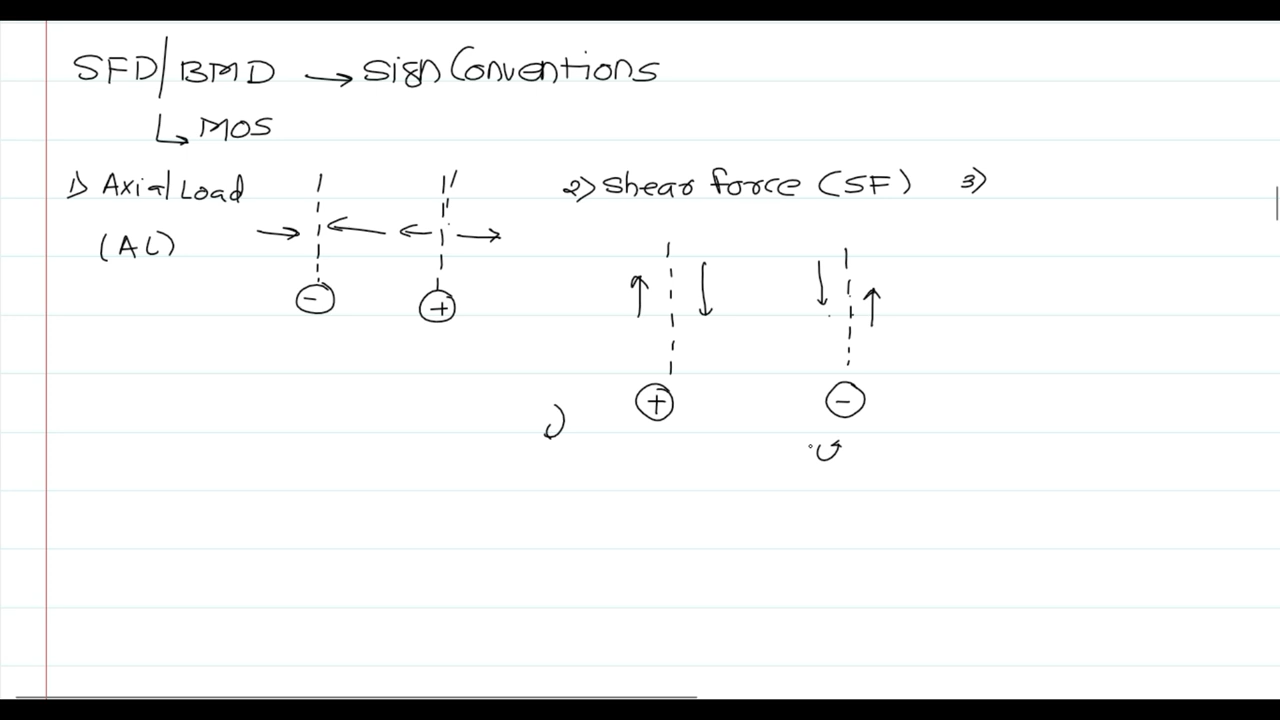 SFD/BMD → Sign Conventions
↳ MOS
1) Axial Load
(AL)
2) Shear force (SF)
3)
- +
+ -